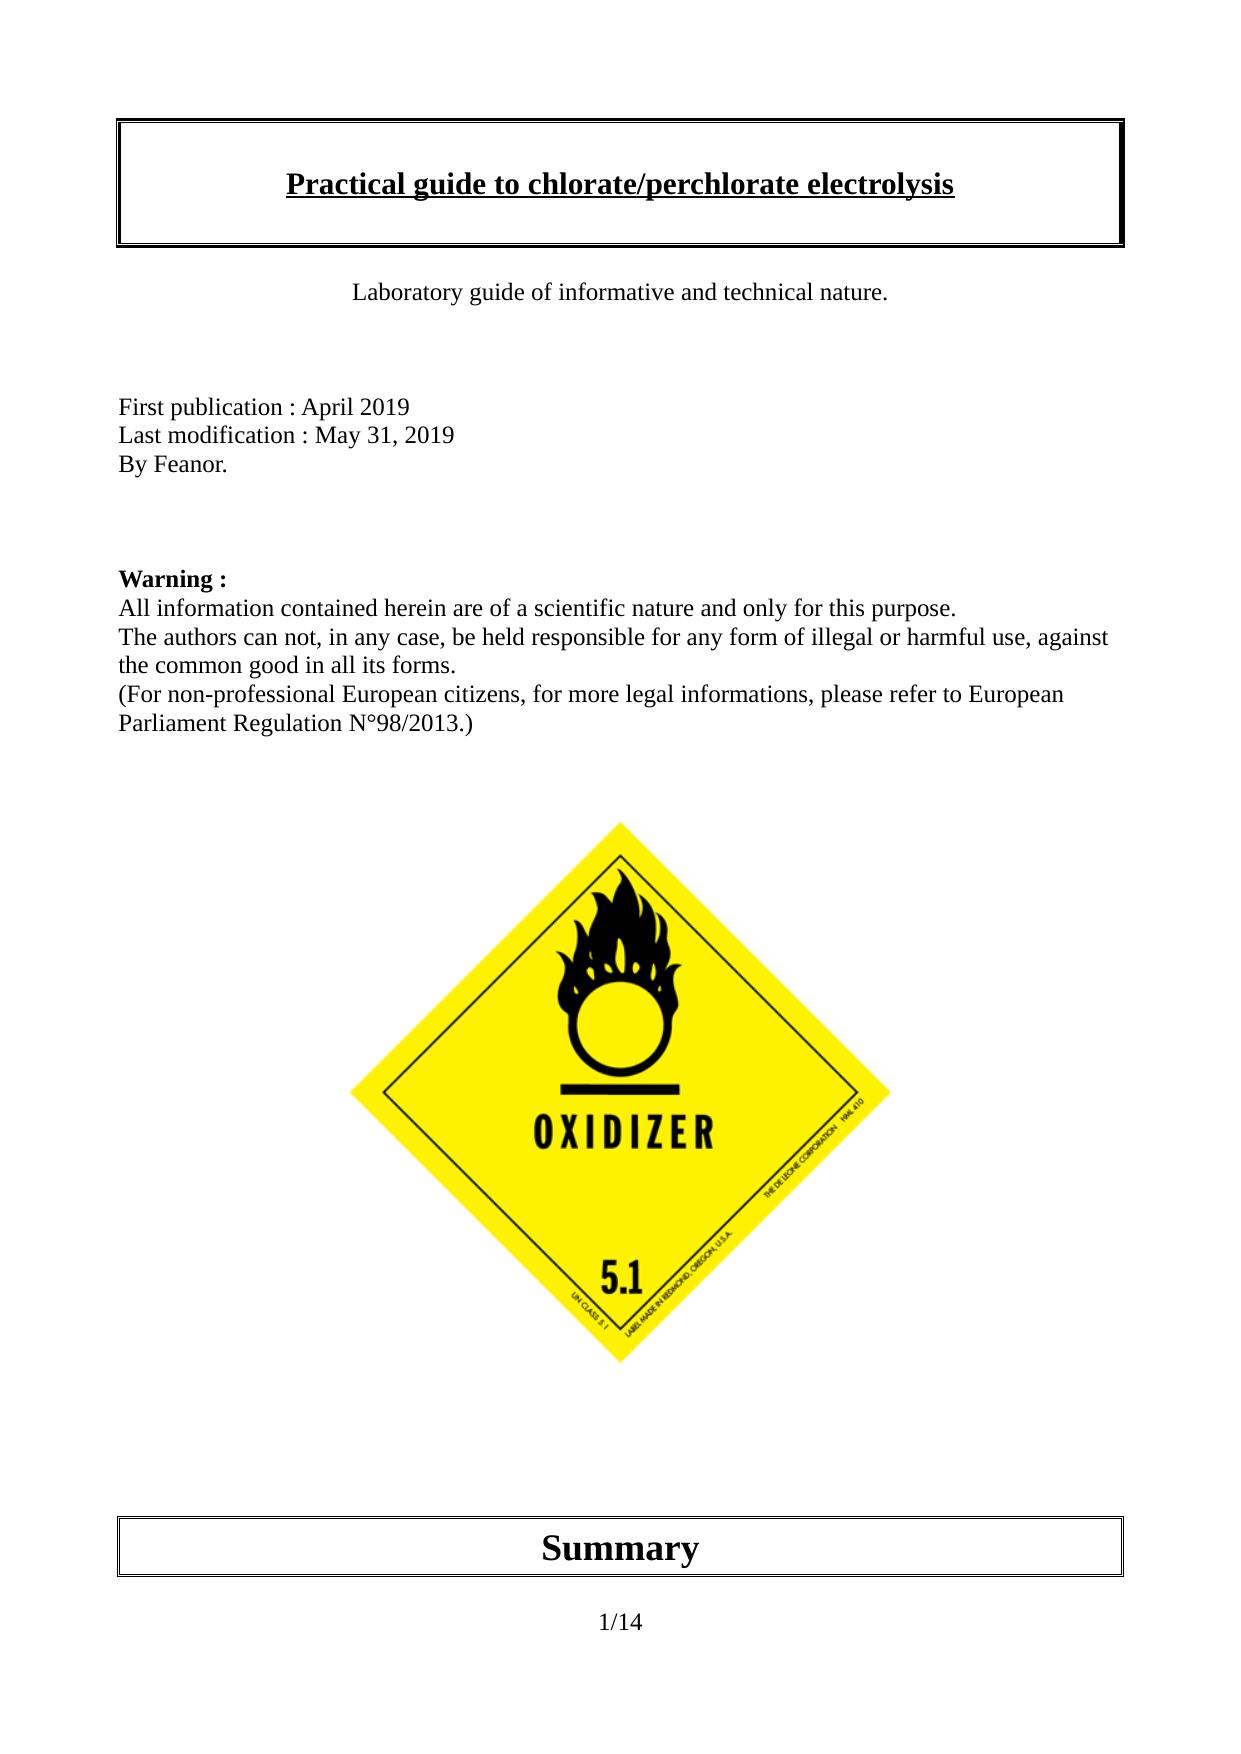 Practical guide to chlorate/perchlorate electrolysis
Laboratory guide of informative and technical nature.
First publication : April 2019
Last modification : May 31, 2019
By Feanor.
Warning :
All information contained herein are of a scientific nature and only for this purpose.
The authors can not, in any case, be held responsible for any form of illegal or harmful use, against
the common good in all its forms.
(For non-professional European citizens, for more legal informations, please refer to European
Parliament Regulation N°98/2013.)
OXIDIZER
5.1
UN CLASS 5.1
LABEL MADE IN REDMOND, OREGON, U.S.A.
THE DE LEONE CORPORATION HML 410
Summary
1/14